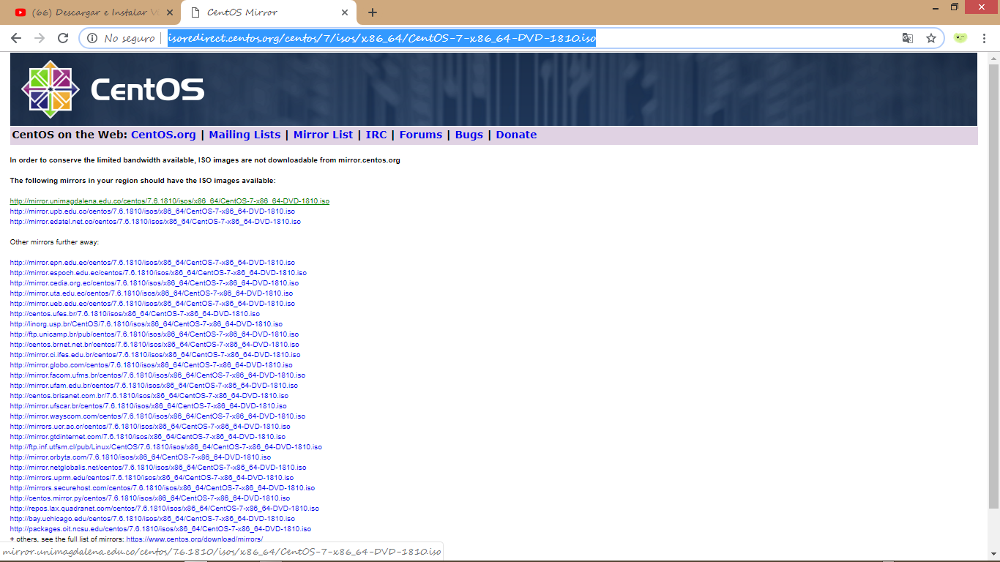 (66) Descargar e Instalar V
CentOS Mirror
No seguro
isoredirect.centos.org/centos/7/isos/x86_64/CentOS-7-x86_64-DVD-1810.iso
CentOS
CentOS on the Web: CentOS.org | Mailing Lists | Mirror List | IRC | Forums | Bugs | Donate
In order to conserve the limited bandwidth available, ISO images are not downloadable from mirror.centos.org
The following mirrors in your region should have the ISO images available:
http://mirror.unimagdalena.edu.co/centos/7.6.1810/isos/x86_64/CentOS-7-x86_64-DVD-1810.iso
http://mirror.upb.edu.co/centos/7.6.1810/isos/x86_64/CentOS-7-x86_64-DVD-1810.iso
http://mirror.edatel.net.co/centos/7.6.1810/isos/x86_64/CentOS-7-x86_64-DVD-1810.iso
Other mirrors further away:
http://mirror.epn.edu.ec/centos/7.6.1810/isos/x86_64/CentOS-7-x86_64-DVD-1810.iso
http://mirror.espoch.edu.ec/centos/7.6.1810/isos/x86_64/CentOS-7-x86_64-DVD-1810.iso
http://mirror.cedia.org.ec/centos/7.6.1810/isos/x86_64/CentOS-7-x86_64-DVD-1810.iso
http://mirror.uta.edu.ec/centos/7.6.1810/isos/x86_64/CentOS-7-x86_64-DVD-1810.iso
http://mirror.ueb.edu.ec/centos/7.6.1810/isos/x86_64/CentOS-7-x86_64-DVD-1810.iso
http://centos.ufes.br/7.6.1810/isos/x86_64/CentOS-7-x86_64-DVD-1810.iso
http://linorg.usp.br/CentOS/7.6.1810/isos/x86_64/CentOS-7-x86_64-DVD-1810.iso
http://ftp.unicamp.br/pub/centos/7.6.1810/isos/x86_64/CentOS-7-x86_64-DVD-1810.iso
http://centos.brnet.net.br/7.6.1810/isos/x86_64/CentOS-7-x86_64-DVD-1810.iso
http://mirror.ci.ifes.edu.br/7.6.1810/isos/x86_64/CentOS-7-x86_64-DVD-1810.iso
http://mirror.globo.com/centos/7.6.1810/isos/x86_64/CentOS-7-x86_64-DVD-1810.iso
http://mirror.facom.ufms.br/centos/7.6.1810/isos/x86_64/CentOS-7-x86_64-DVD-1810.iso
http://mirror.ufam.edu.br/centos/7.6.1810/isos/x86_64/CentOS-7-x86_64-DVD-1810.iso
http://centos.brisanet.com.br/7.6.1810/isos/x86_64/CentOS-7-x86_64-DVD-1810.iso
http://mirror.ufscar.br/centos/7.6.1810/isos/x86_64/CentOS-7-x86_64-DVD-1810.iso
http://mirror.wayscom.com/centos/7.6.1810/isos/x86_64/CentOS-7-x86_64-DVD-1810.iso
http://mirrors.ucr.ac.cr/centos/7.6.1810/isos/x86_64/CentOS-7-x86_64-DVD-1810.iso
http://mirror.gtdinternet.com/7.6.1810/isos/x86_64/CentOS-7-x86_64-DVD-1810.iso
http://ftp.inf.utfsm.cl/pub/Linux/CentOS/7.6.1810/isos/x86_64/CentOS-7-x86_64-DVD-1810.iso
http://mirror.orbyta.com/7.6.1810/isos/x86_64/CentOS-7-x86_64-DVD-1810.iso
http://mirror.netglobalis.net/centos/7.6.1810/isos/x86_64/CentOS-7-x86_64-DVD-1810.iso
http://mirrors.uprm.edu/centos/7.6.1810/isos/x86_64/CentOS-7-x86_64-DVD-1810.iso
http://mirrors.securehost.com/centos/7.6.1810/isos/x86_64/CentOS-7-x86_64-DVD-1810.iso
http://centos.mirror.py/centos/7.6.1810/isos/x86_64/CentOS-7-x86_64-DVD-1810.iso
http://repos.lax.quadranet.com/centos/7.6.1810/isos/x86_64/CentOS-7-x86_64-DVD-1810.iso
http://bay.uchicago.edu/centos/7.6.1810/isos/x86_64/CentOS-7-x86_64-DVD-1810.iso
http://packages.oit.ncsu.edu/centos/7.6.1810/isos/x86_64/CentOS-7-x86_64-DVD-1810.iso
+ others, see the full list of mirrors: https://www.centos.org/download/mirrors/
mirror.unimagdalena.edu.co/centos/7.6.1810/isos/x86_64/CentOS-7-x86_64-DVD-1810.iso